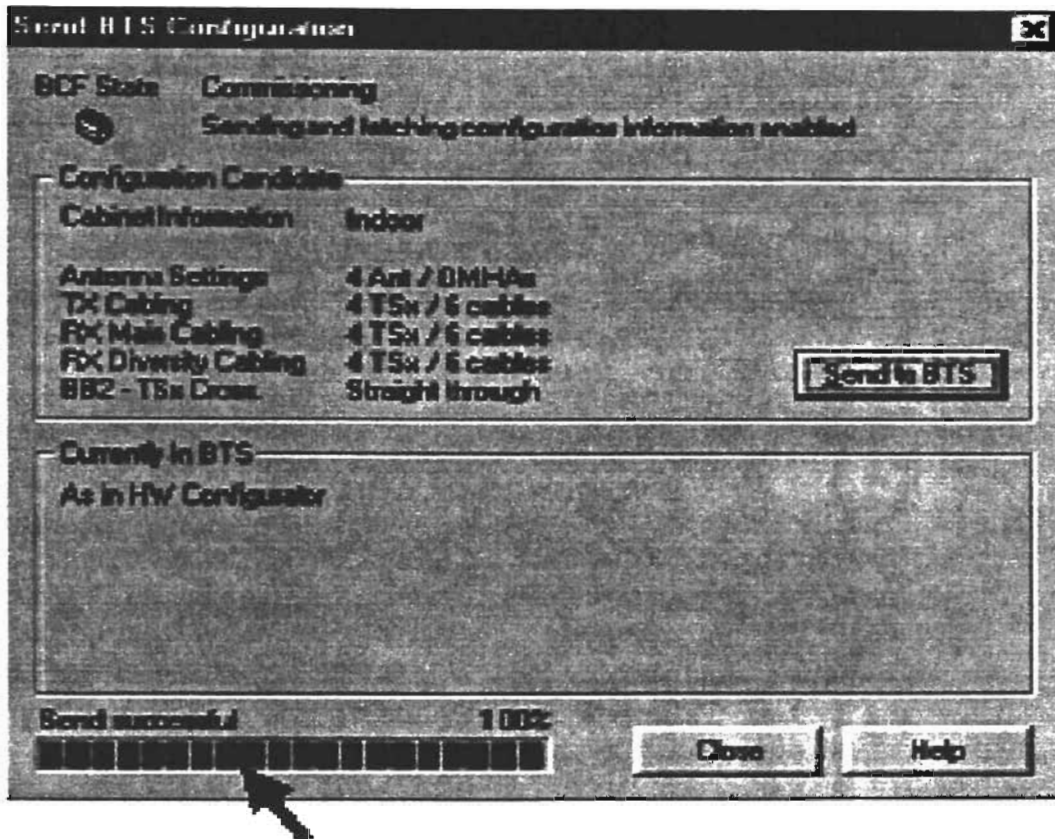 Send BTS Configuration
BCF State Commissioning
Sending and fetching configuration information enabled
Configuration Candidate
Cabinet Information Indoor
Antenna Settings 4 Ant / 0MHAs
TX Cabling 4 TSx / 6 cables
RX Main Cabling 4 TSx / 6 cables
RX Diversity Cabling 4 TSx / 6 cables
BB2 - TSx Cross. Straight through
Send to BTS
Currently in BTS
As in HW Configurator
Send successful 100%
Close Help